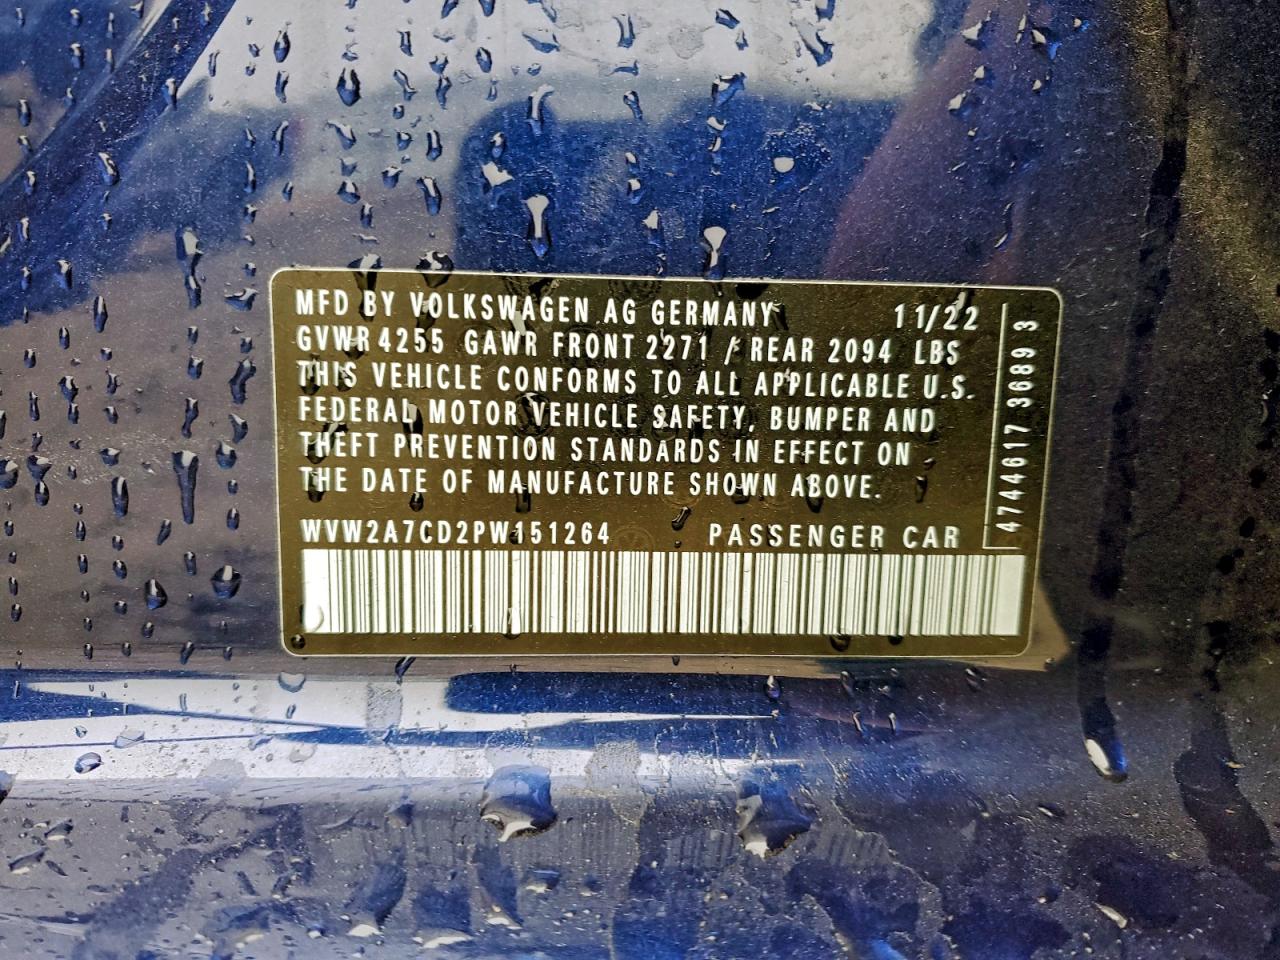 MFD BY VOLKSWAGEN AG GERMANY 11/22
GVWR 4255 GAWR FRONT 2271 / REAR 2094 LBS
THIS VEHICLE CONFORMS TO ALL APPLICABLE U.S.
FEDERAL MOTOR VEHICLE SAFETY, BUMPER AND
THEFT PREVENTION STANDARDS IN EFFECT ON
THE DATE OF MANUFACTURE SHOWN ABOVE.
WVW2A7CD2PW151264 PASSENGER CAR
4744617 36893